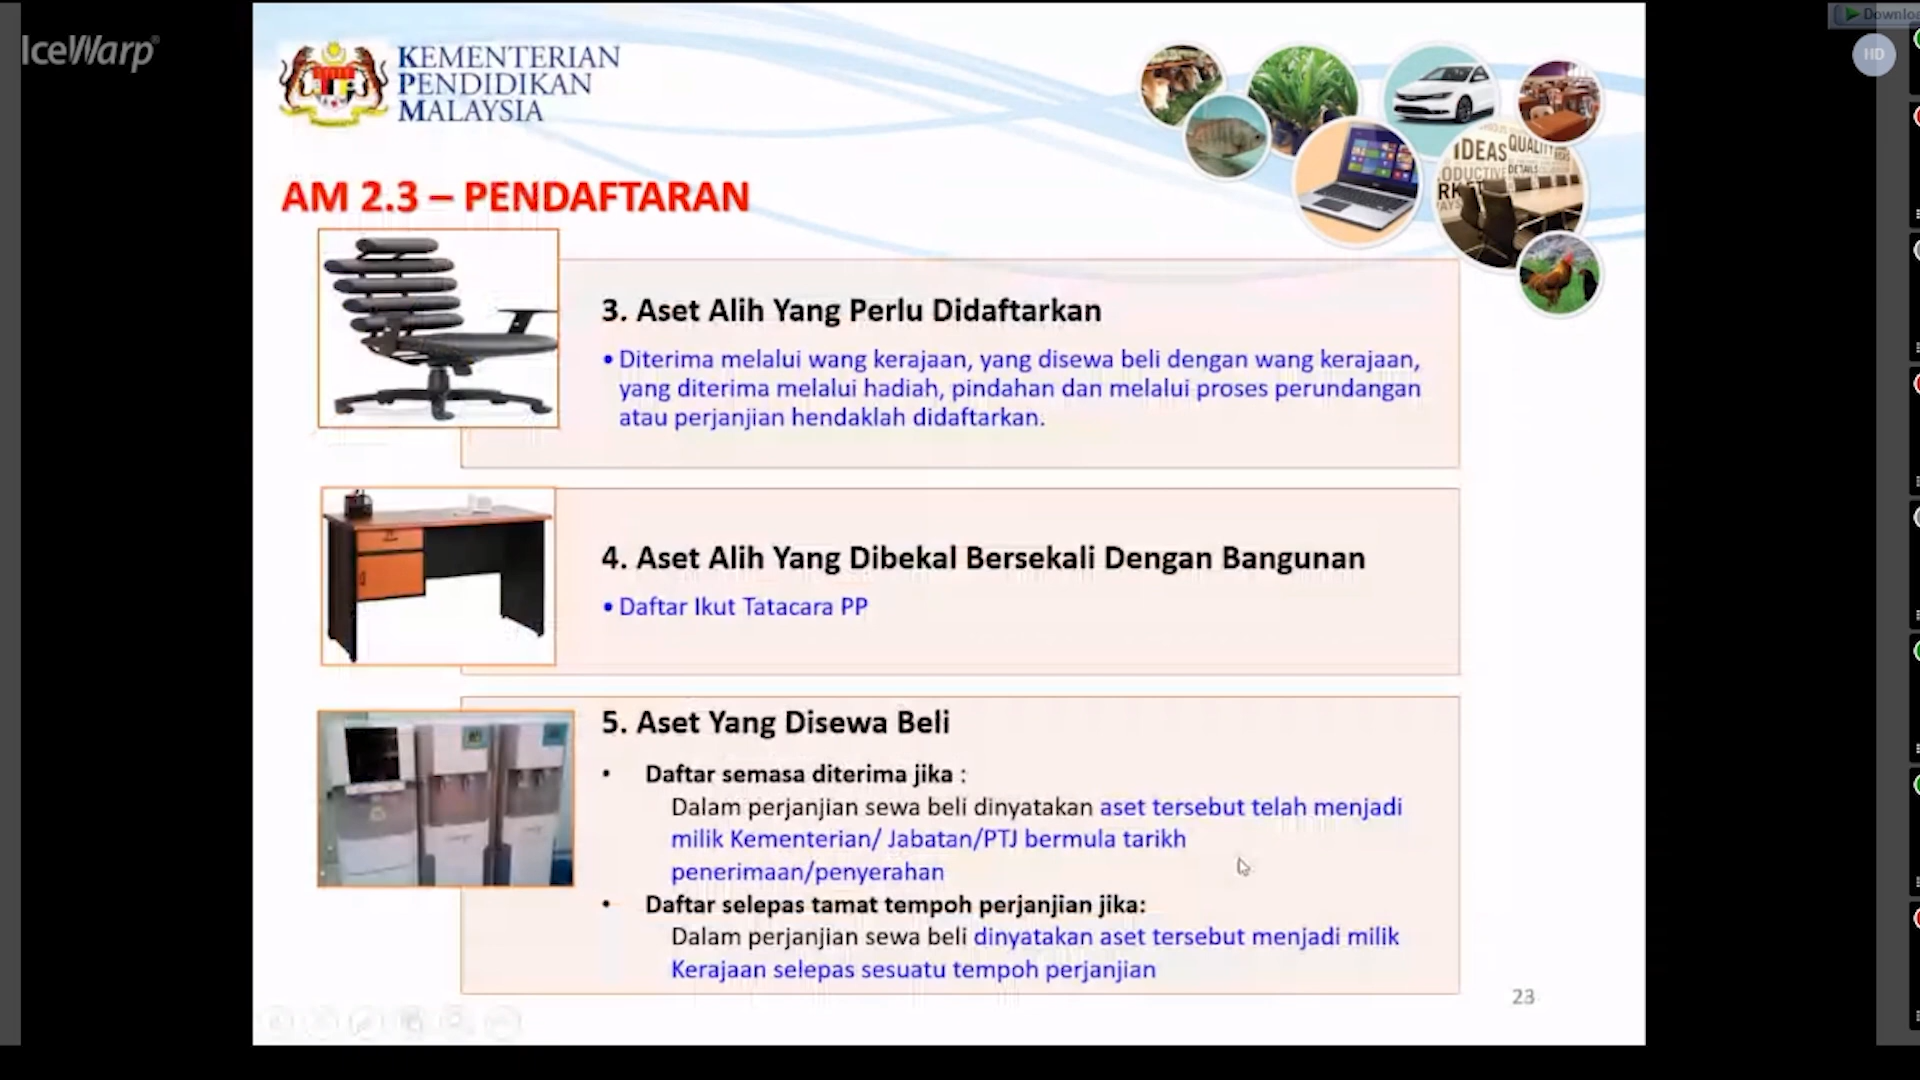 IceWarp
Downlo
HD
KEMENTERIAN
PENDIDIKAN
MALAYSIA
IDEAS
QUALITY
DETAILS
AM 2.3 – PENDAFTARAN
3. Aset Alih Yang Perlu Didaftarkan
• Diterima melalui wang kerajaan, yang disewa beli dengan wang kerajaan,
yang diterima melalui hadiah, pindahan dan melalui proses perundangan
atau perjanjian hendaklah didaftarkan.
4. Aset Alih Yang Dibekal Bersekali Dengan Bangunan
• Daftar Ikut Tatacara PP
5. Aset Yang Disewa Beli
• Daftar semasa diterima jika :
Dalam perjanjian sewa beli dinyatakan aset tersebut telah menjadi
milik Kementerian/ Jabatan/PTJ bermula tarikh
penerimaan/penyerahan
• Daftar selepas tamat tempoh perjanjian jika:
Dalam perjanjian sewa beli dinyatakan aset tersebut menjadi milik
Kerajaan selepas sesuatu tempoh perjanjian
23